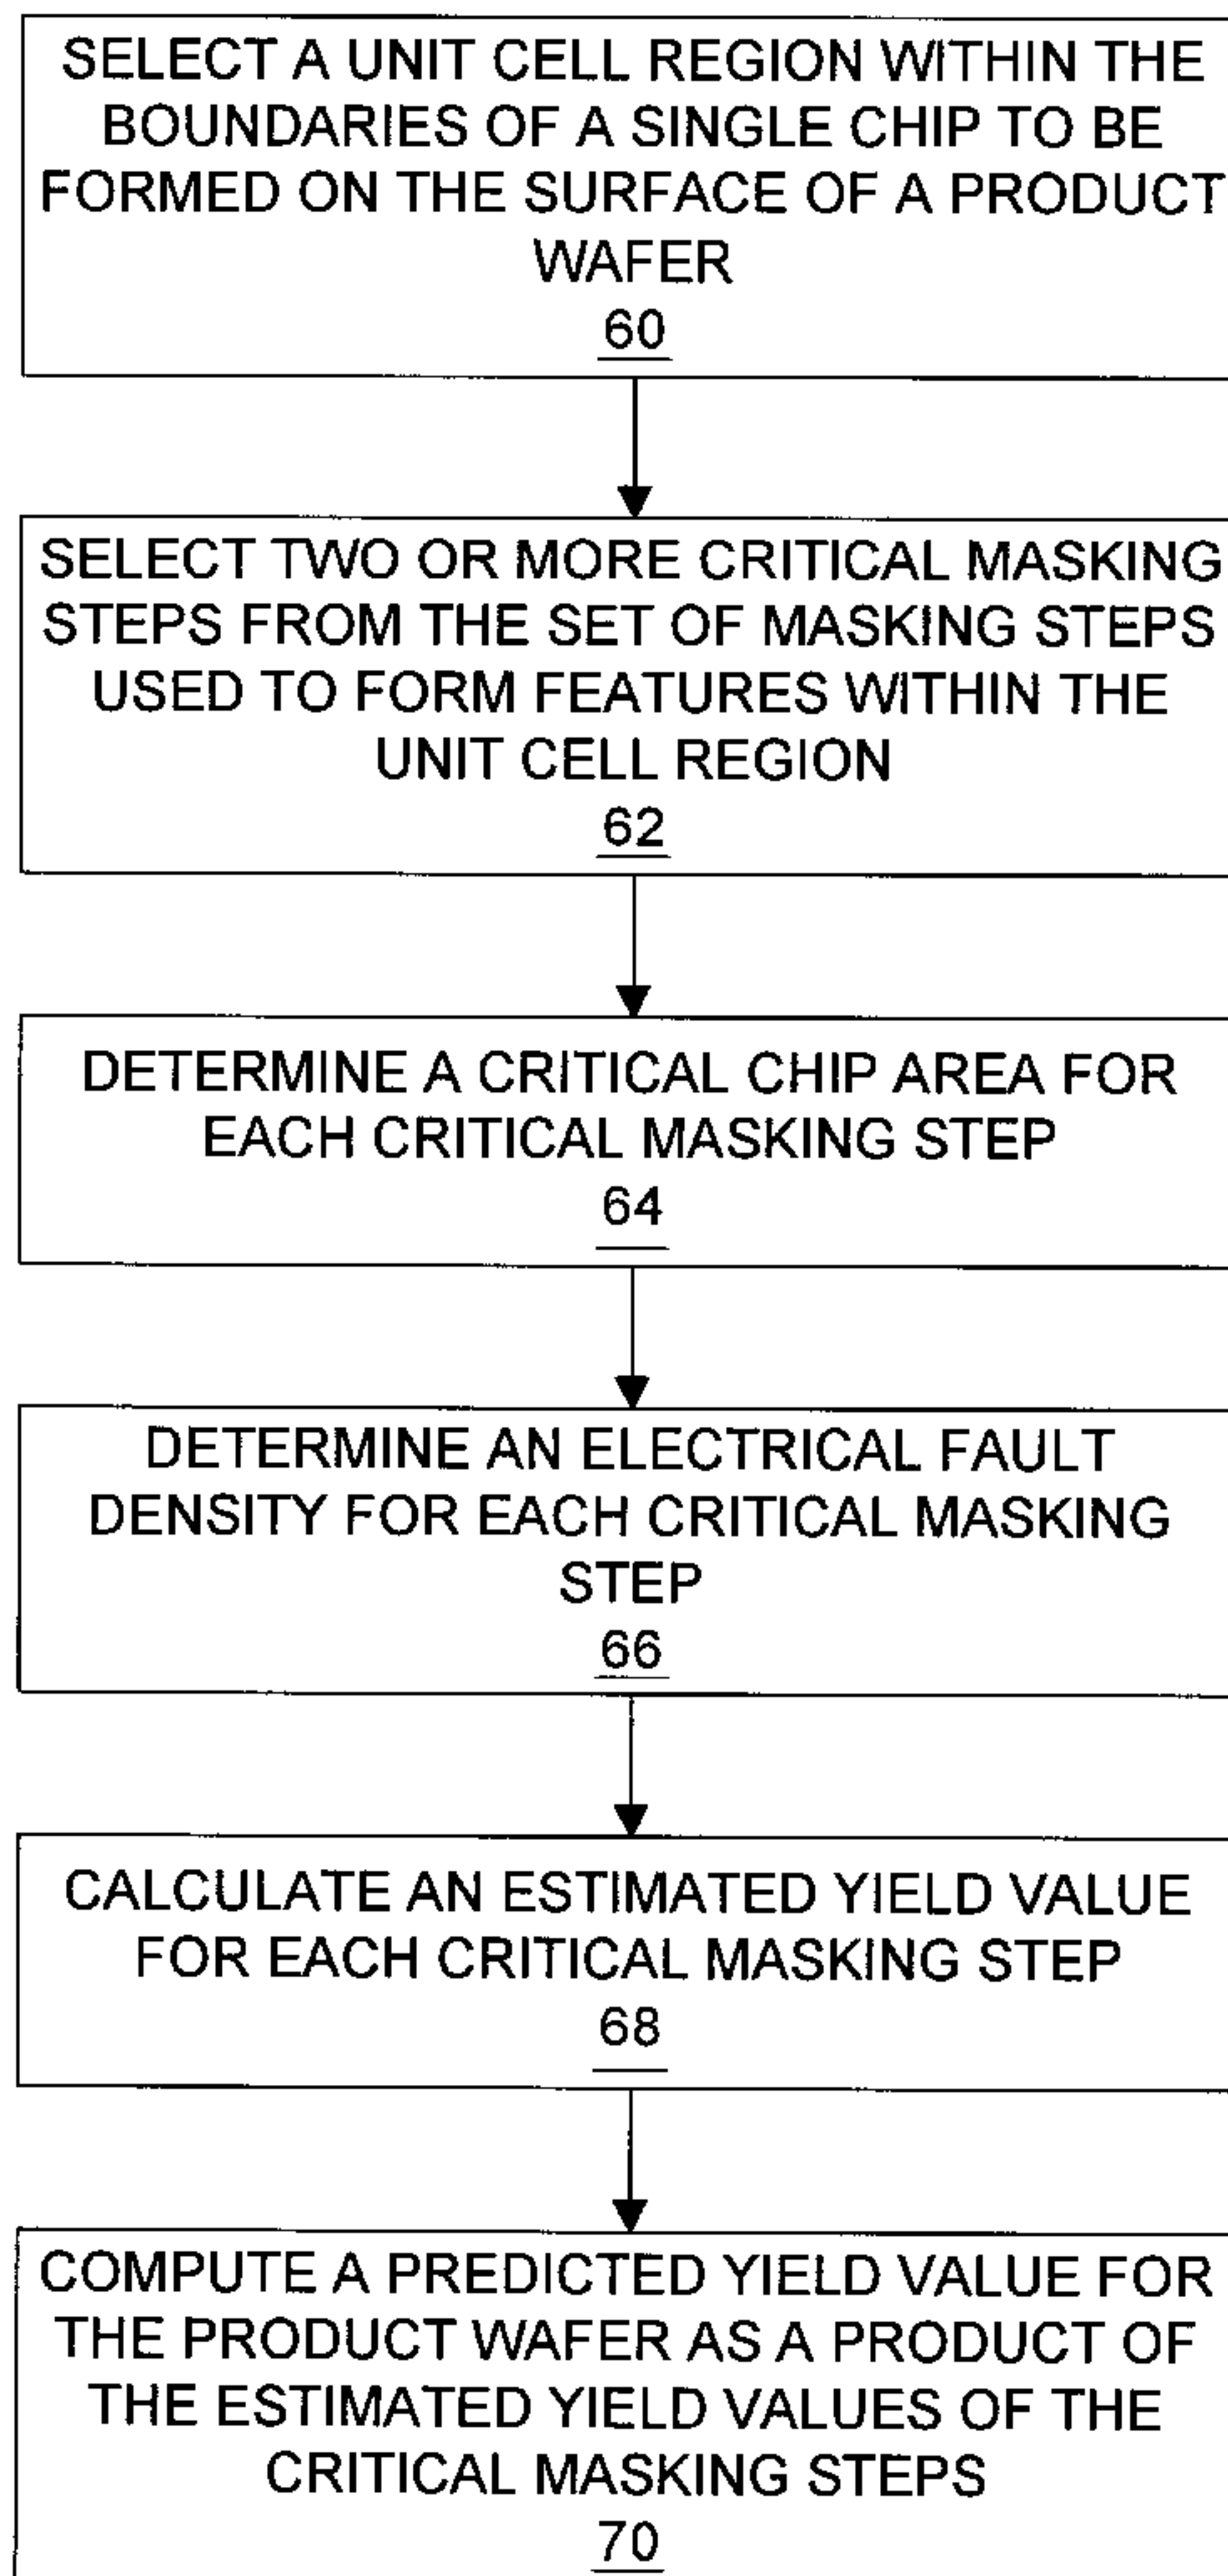 SELECT A UNIT CELL REGION WITHIN THE
BOUNDARIES OF A SINGLE CHIP TO BE
FORMED ON THE SURFACE OF A PRODUCT
WAFER
60
SELECT TWO OR MORE CRITICAL MASKING
STEPS FROM THE SET OF MASKING STEPS
USED TO FORM FEATURES WITHIN THE
UNIT CELL REGION
62
DETERMINE A CRITICAL CHIP AREA FOR
EACH CRITICAL MASKING STEP
64
DETERMINE AN ELECTRICAL FAULT
DENSITY FOR EACH CRITICAL MASKING
STEP
66
CALCULATE AN ESTIMATED YIELD VALUE
FOR EACH CRITICAL MASKING STEP
68
COMPUTE A PREDICTED YIELD VALUE FOR
THE PRODUCT WAFER AS A PRODUCT OF
THE ESTIMATED YIELD VALUES OF THE
CRITICAL MASKING STEPS
70